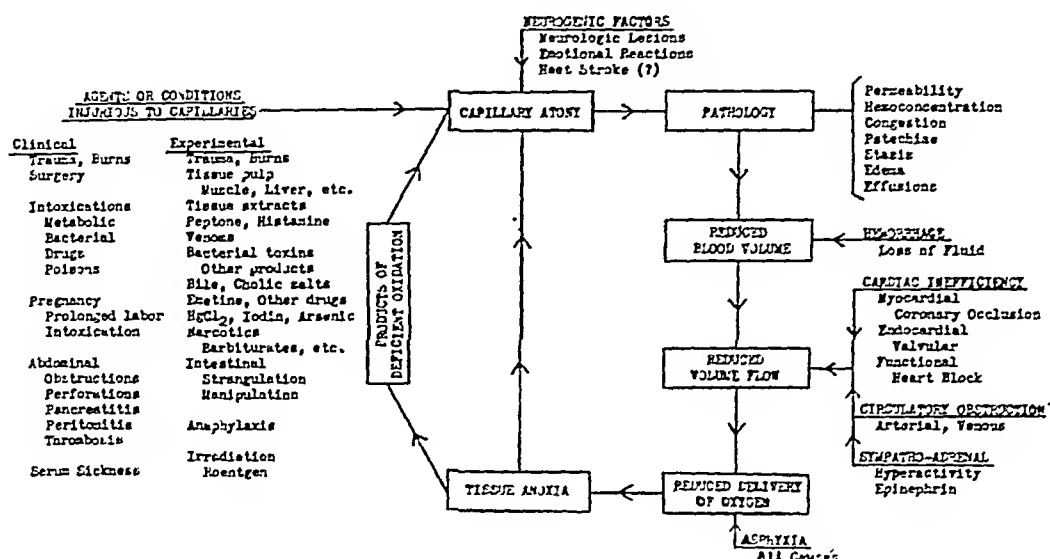 NEUROGENIC FACTORS
Neurologic Lesions
Emotional Reactions
Heat Stroke (?)
AGENTS OR CONDITIONS
INJURIOUS TO CAPILLARIES
CAPILLARY ATONY
PATHOLOGY
Permeability
Hemoconcentration
Congestion
Petechiae
Stasis
Edema
Effusions
Clinical
Trauma, Burns
Surgery
Intoxications
Metabolic
Bacterial
Drugs
Poisons
Pregnancy
Prolonged labor
Intoxication
Abdominal
Obstructions
Perforations
Pancreatitis
Peritonitis
Thrombosis
Serum Sickness
Experimental
Trauma, Burns
Tissue pulp
Muscle, Liver, etc.
Tissue extracts
Peptone, Histamine
Venoms
Bacterial toxins
Other products
Bile, Cholic salts
Emetine, Other drugs
HgCl2, Iodin, Arsenic
Narcotics
Barbiturates, etc.
Intestinal
Strangulation
Manipulation
Anaphylaxis
Irradiation
Roentgen
PRODUCTS OF
DEFICIENT OXIDATION
REDUCED
BLOOD VOLUME
HEMORRHAGE
Loss of Fluid
CARDIAC INEFFICIENCY
Myocardial
Coronary Occlusion
Endocardial
Valvular
Functional
Heart Block
REDUCED
VOLUME FLOW
CIRCULATORY OBSTRUCTION
Arterial, Venous
SYMPATHO-ADRENAL
Hyperactivity
Epinephrin
TISSUE ANOXIA
REDUCED DELIVERY
OF OXYGEN
ASPHYXIA
All Causes